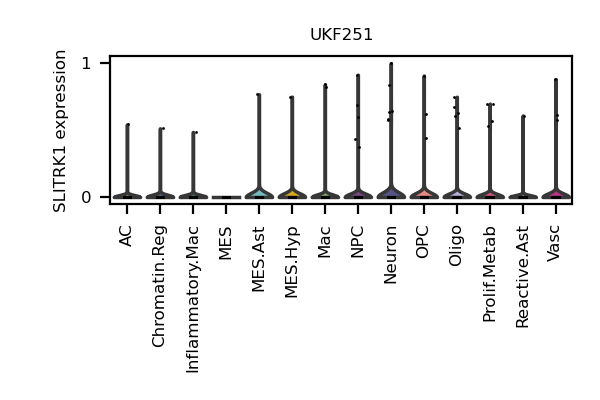 UKF251
SLITRK1 expression
1
0
AC
Chromatin.Reg
Inflammatory.Mac
MES
MES.Ast
MES.Hyp
Mac
NPC
Neuron
OPC
Oligo
Prolif.Metab
Reactive.Ast
Vasc